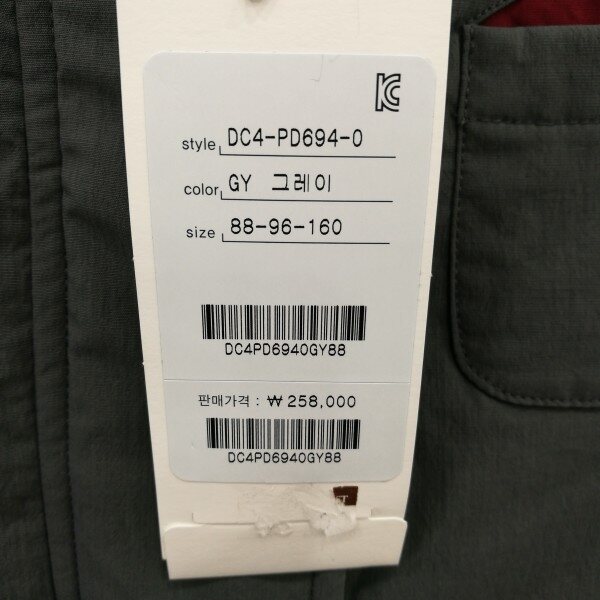 style DC4-PD694-0
color GY 그레이
size 88-96-160
DC4PD6940GY88
판매가격 : ₩ 258,000
DC4PD6940GY88